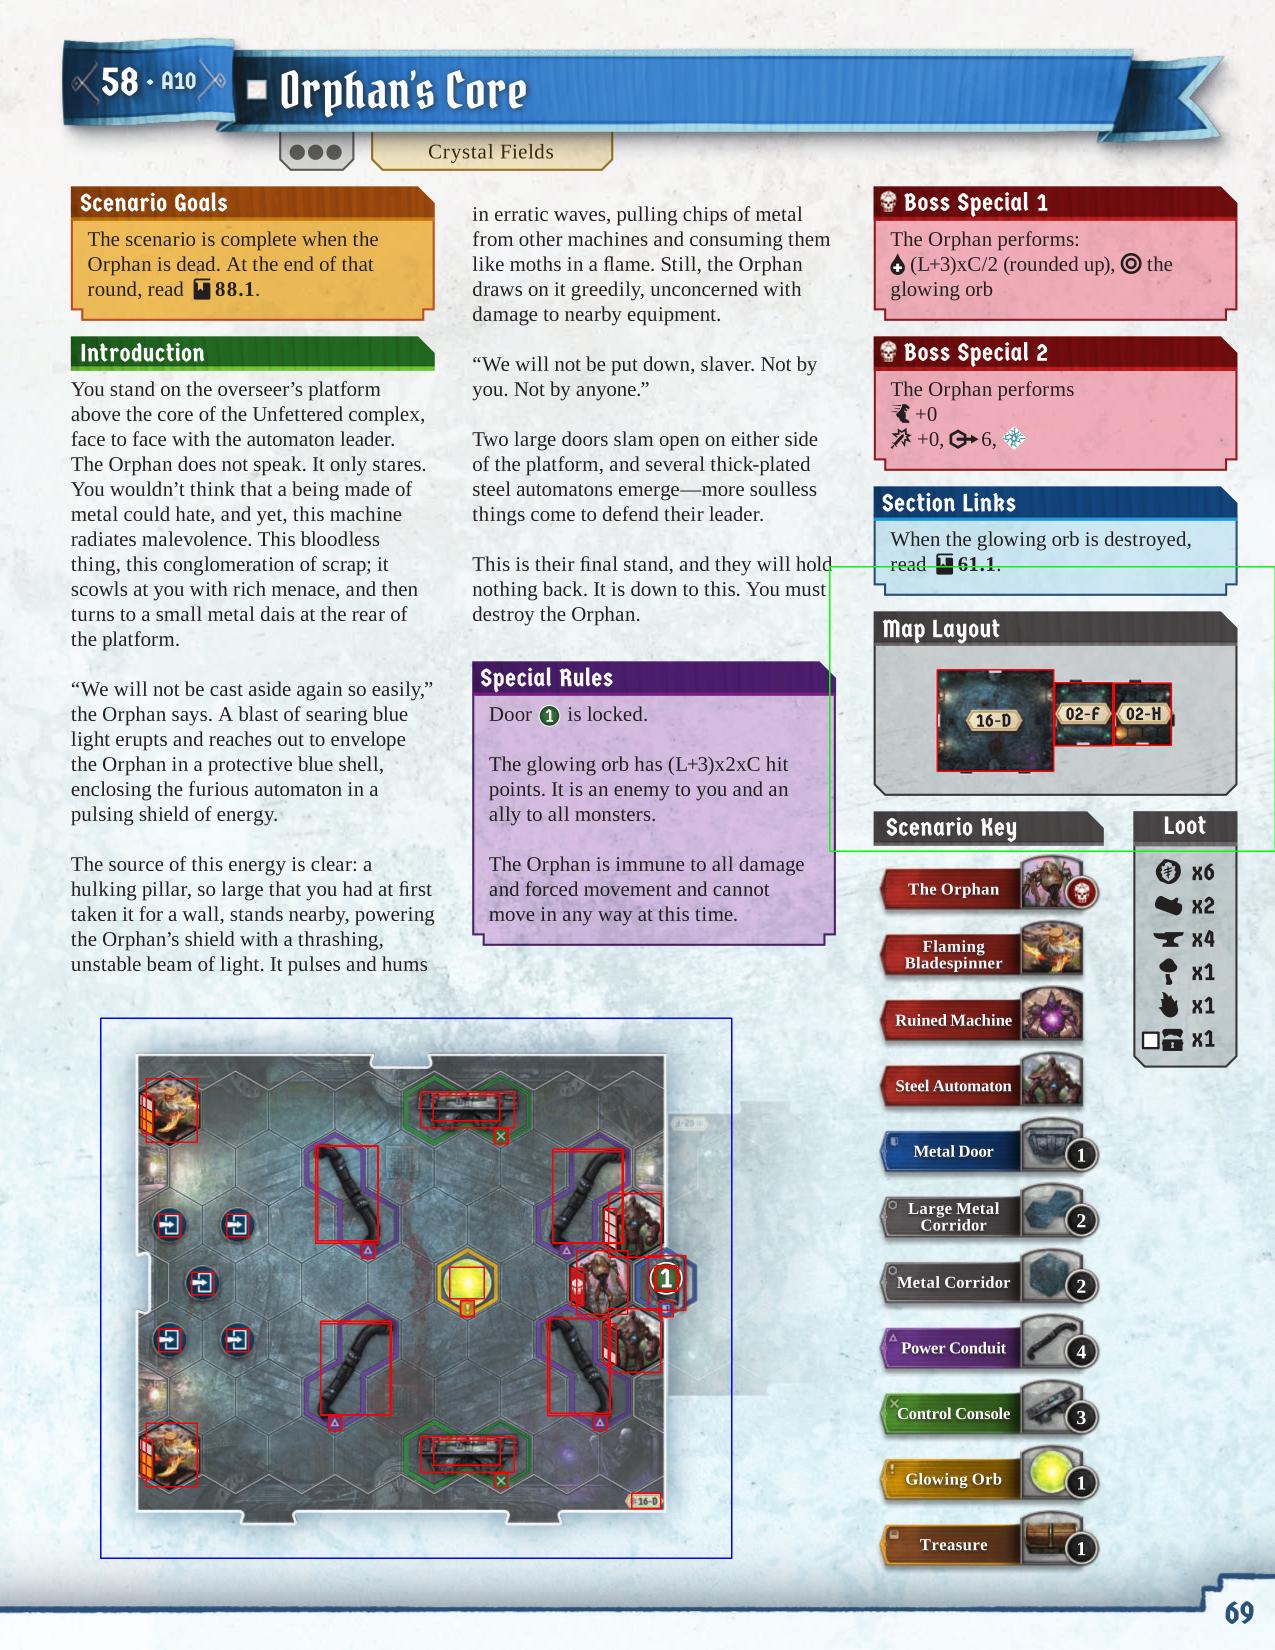 58 · A10
Orphan's Core
Crystal Fields
Scenario Goals
The scenario is complete when the
Orphan is dead. At the end of that
round, read 88.1.
Introduction
You stand on the overseer’s platform
above the core of the Unfettered complex,
face to face with the automaton leader.
The Orphan does not speak. It only stares.
You wouldn’t think that a being made of
metal could hate, and yet, this machine
radiates malevolence. This bloodless
thing, this conglomeration of scrap; it
scowls at you with rich menace, and then
turns to a small metal dais at the rear of
the platform.
“We will not be cast aside again so easily,”
the Orphan says. A blast of searing blue
light erupts and reaches out to envelope
the Orphan in a protective blue shell,
enclosing the furious automaton in a
pulsing shield of energy.
The source of this energy is clear: a
hulking pillar, so large that you had at first
taken it for a wall, stands nearby, powering
the Orphan’s shield with a thrashing,
unstable beam of light. It pulses and hums
in erratic waves, pulling chips of metal
from other machines and consuming them
like moths in a flame. Still, the Orphan
draws on it greedily, unconcerned with
damage to nearby equipment.
“We will not be put down, slaver. Not by
you. Not by anyone.”
Two large doors slam open on either side
of the platform, and several thick-plated
steel automatons emerge—more soulless
things come to defend their leader.
This is their final stand, and they will hold
nothing back. It is down to this. You must
destroy the Orphan.
Special Rules
Door 1 is locked.
The glowing orb has (L+3)x2xC hit
points. It is an enemy to you and an
ally to all monsters.
The Orphan is immune to all damage
and forced movement and cannot
move in any way at this time.
Boss Special 1
The Orphan performs:
(L+3)xC/2 (rounded up), the
glowing orb
Boss Special 2
The Orphan performs
+0
+0, 6,
Section Links
When the glowing orb is destroyed,
read 61.1.
Map Layout
16-D 02-F 02-H
Scenario Key
The Orphan
Flaming
Bladespinner
Ruined Machine
Steel Automaton
Metal Door 1
Large Metal
Corridor 2
Metal Corridor 2
Power Conduit 4
Control Console 3
Glowing Orb 1
Treasure 1
Loot
x6
x2
x4
x1
x1
x1
1
16-D
69